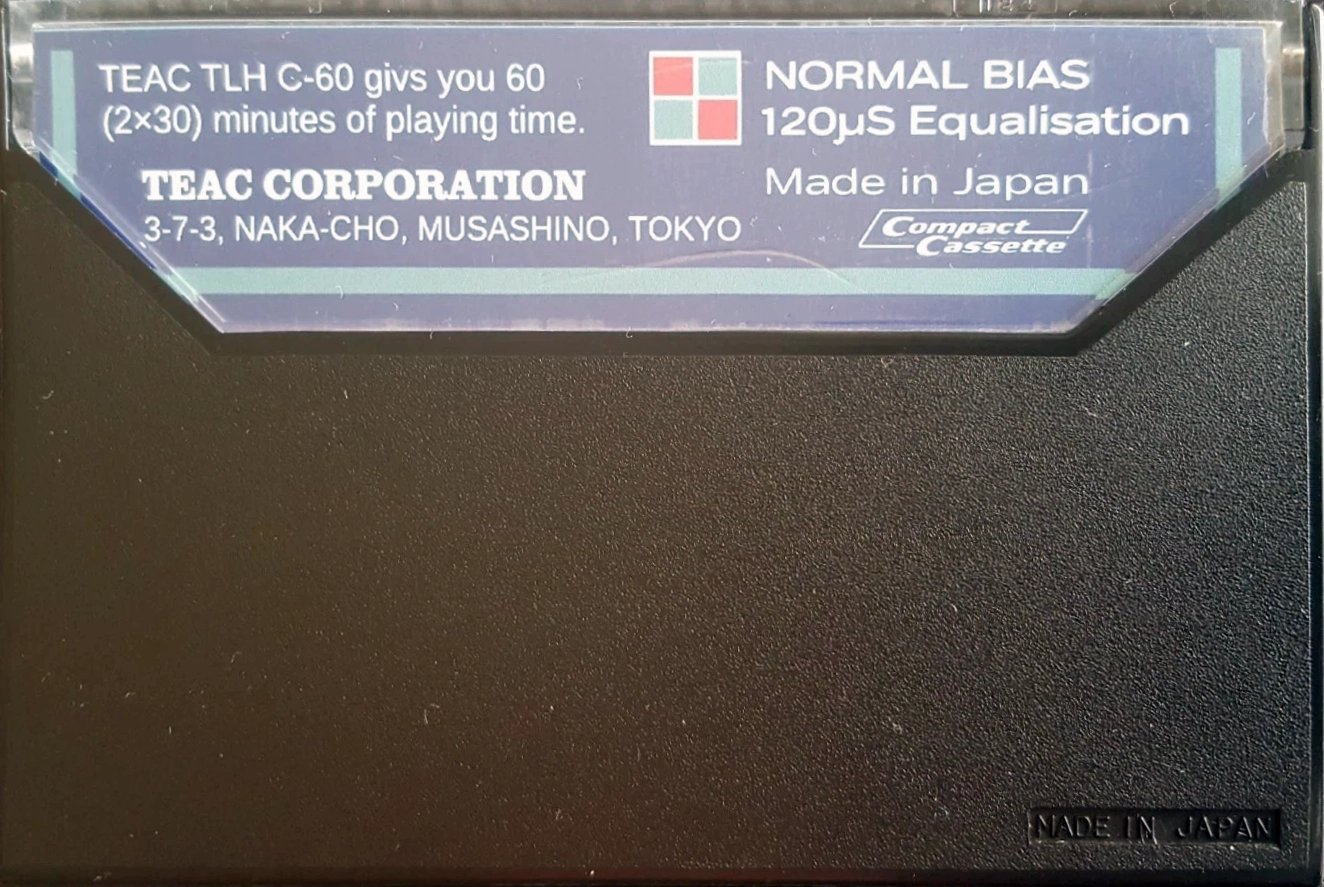 TEAC TLH C-60 givs you 60
(2×30) minutes of playing time.
TEAC CORPORATION
3-7-3, NAKA-CHO, MUSASHINO, TOKYO
NORMAL BIAS
120µS Equalisation
Made in Japan
Compact
Cassette
MADE IN JAPAN